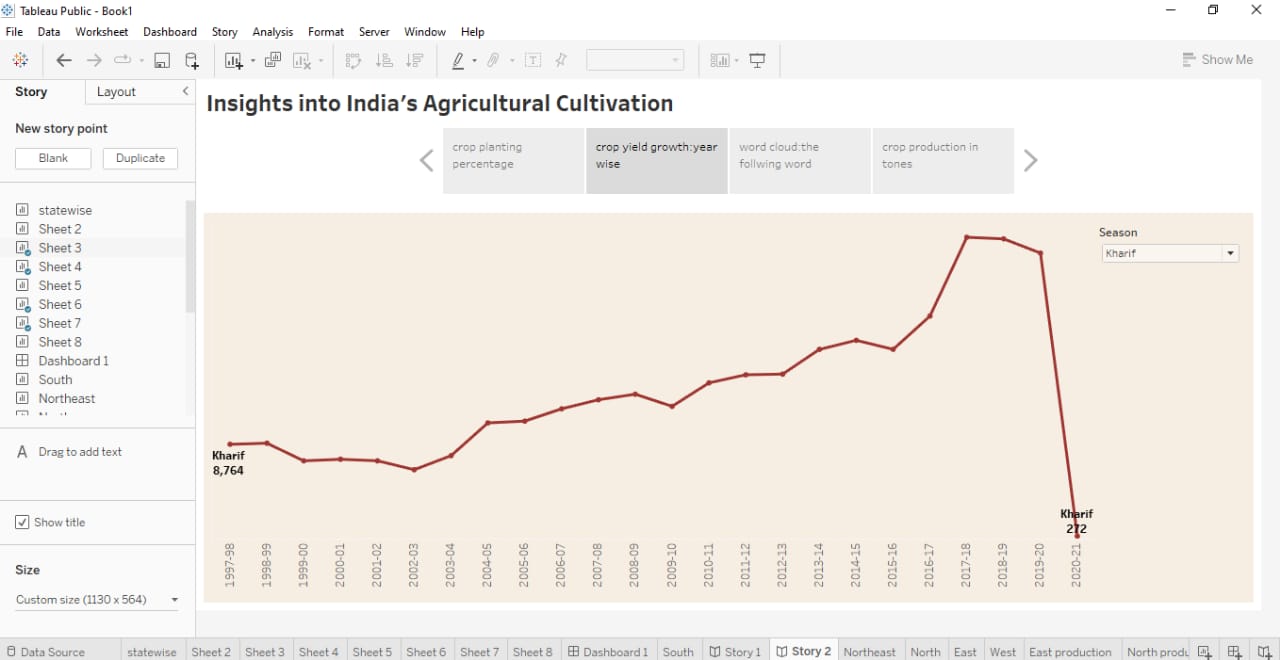 Tableau Public - Book1
File Data Worksheet Dashboard Story Analysis Format Server Window Help
Show Me
Story Layout
New story point
Blank Duplicate
statewise
Sheet 2
Sheet 3
Sheet 4
Sheet 5
Sheet 6
Sheet 7
Sheet 8
Dashboard 1
South
Northeast
A Drag to add text
Show title
Size
Custom size (1130 x 564)
Insights into India's Agricultural Cultivation
crop planting
percentage
crop yield growth:year
wise
word cloud:the
follwing word
crop production in
tones
Season
Kharif
Kharif
8,764
Kharif
272
1997-98
1998-99
1999-00
2000-01
2001-02
2002-03
2003-04
2004-05
2005-06
2006-07
2007-08
2008-09
2009-10
2010-11
2011-12
2012-13
2013-14
2014-15
2015-16
2016-17
2017-18
2018-19
2019-20
2020-21
Data Source statewise Sheet 2 Sheet 3 Sheet 4 Sheet 5 Sheet 6 Sheet 7 Sheet 8 Dashboard 1 South Story 1 Story 2 Northeast North East West East production North produ